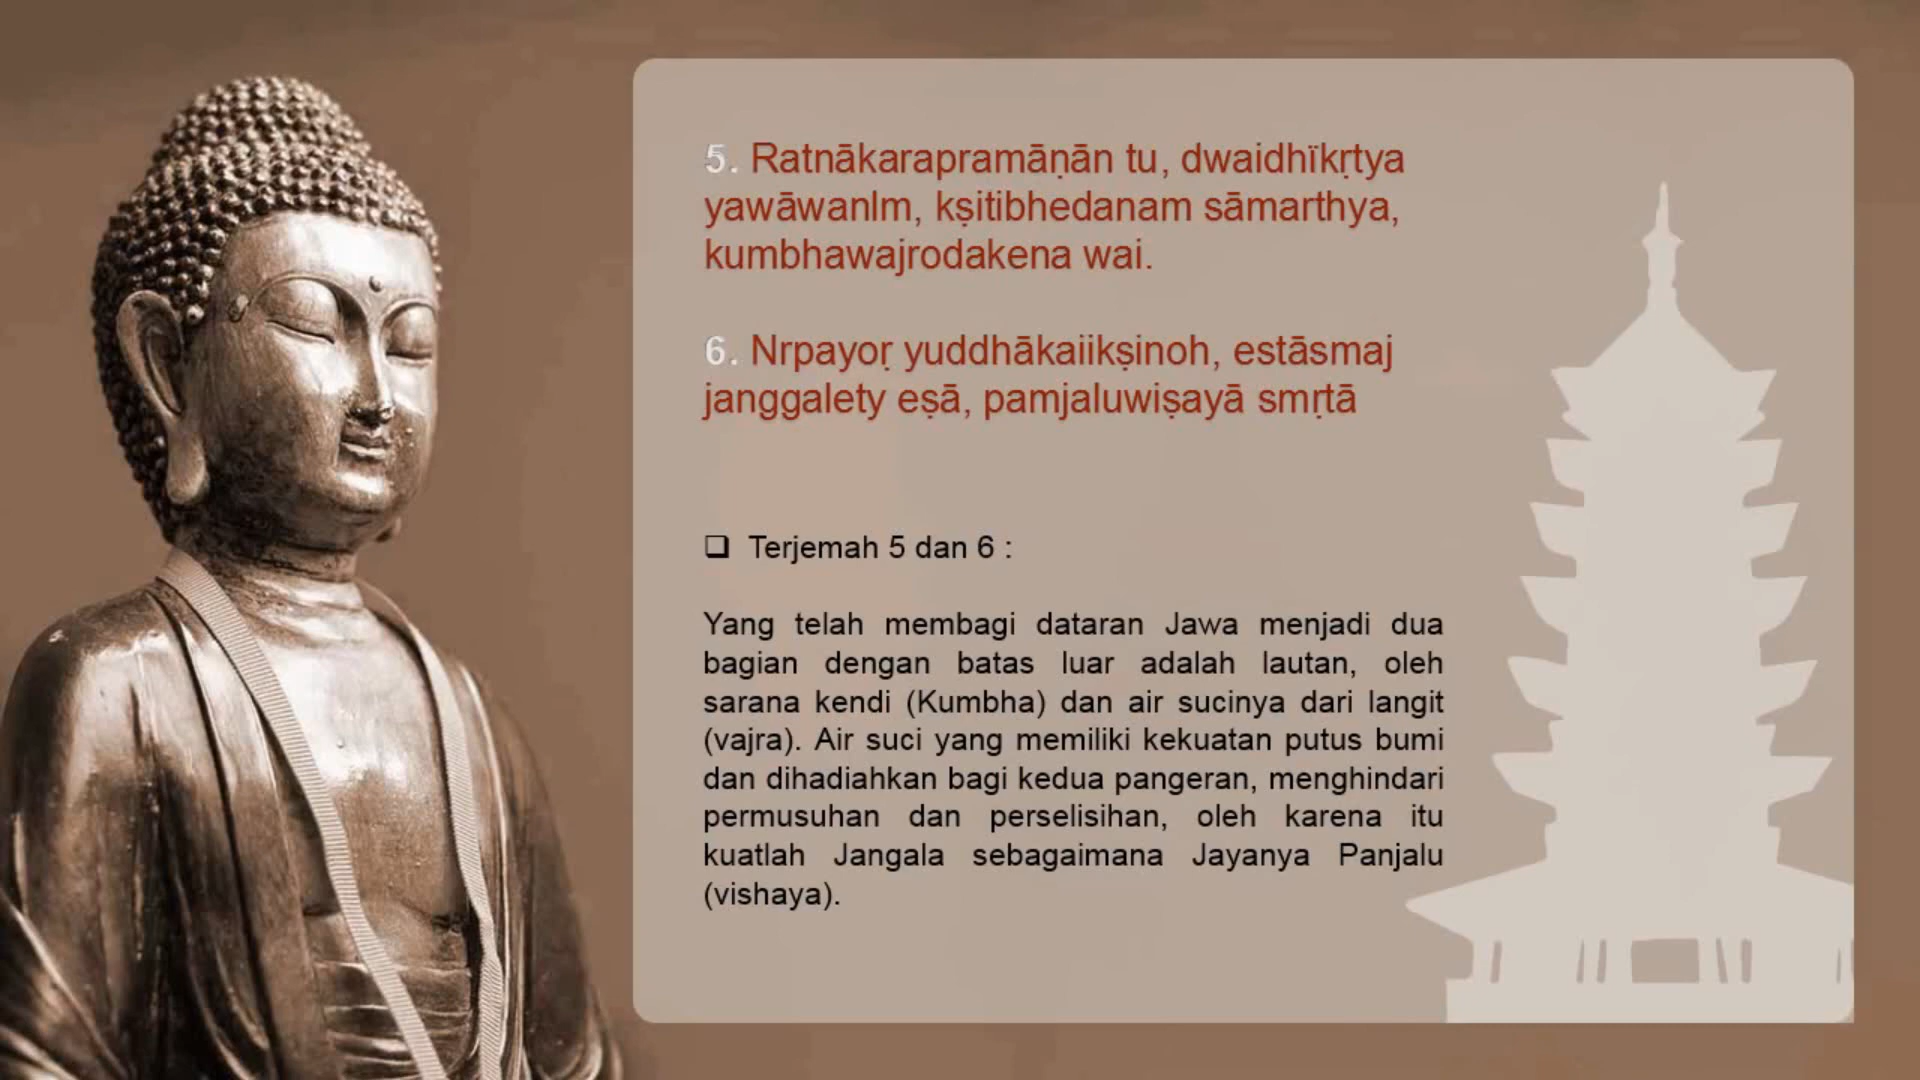 5. Ratnākarapramāṇān tu, dwaidhïkṛtya
yawāwanlm, kṣitibhedanam sāmarthya,
kumbhawajrodakena wai.
6. Nrpayoṛ yuddhākaiikṣinoh, estāsmaj
janggalety eṣā, pamjaluwiṣayā smṛtā
Terjemah 5 dan 6 :
Yang telah membagi dataran Jawa menjadi dua
bagian dengan batas luar adalah lautan, oleh
sarana kendi (Kumbha) dan air sucinya dari langit
(vajra). Air suci yang memiliki kekuatan putus bumi
dan dihadiahkan bagi kedua pangeran, menghindari
permusuhan dan perselisihan, oleh karena itu
kuatlah Jangala sebagaimana Jayanya Panjalu
(vishaya).